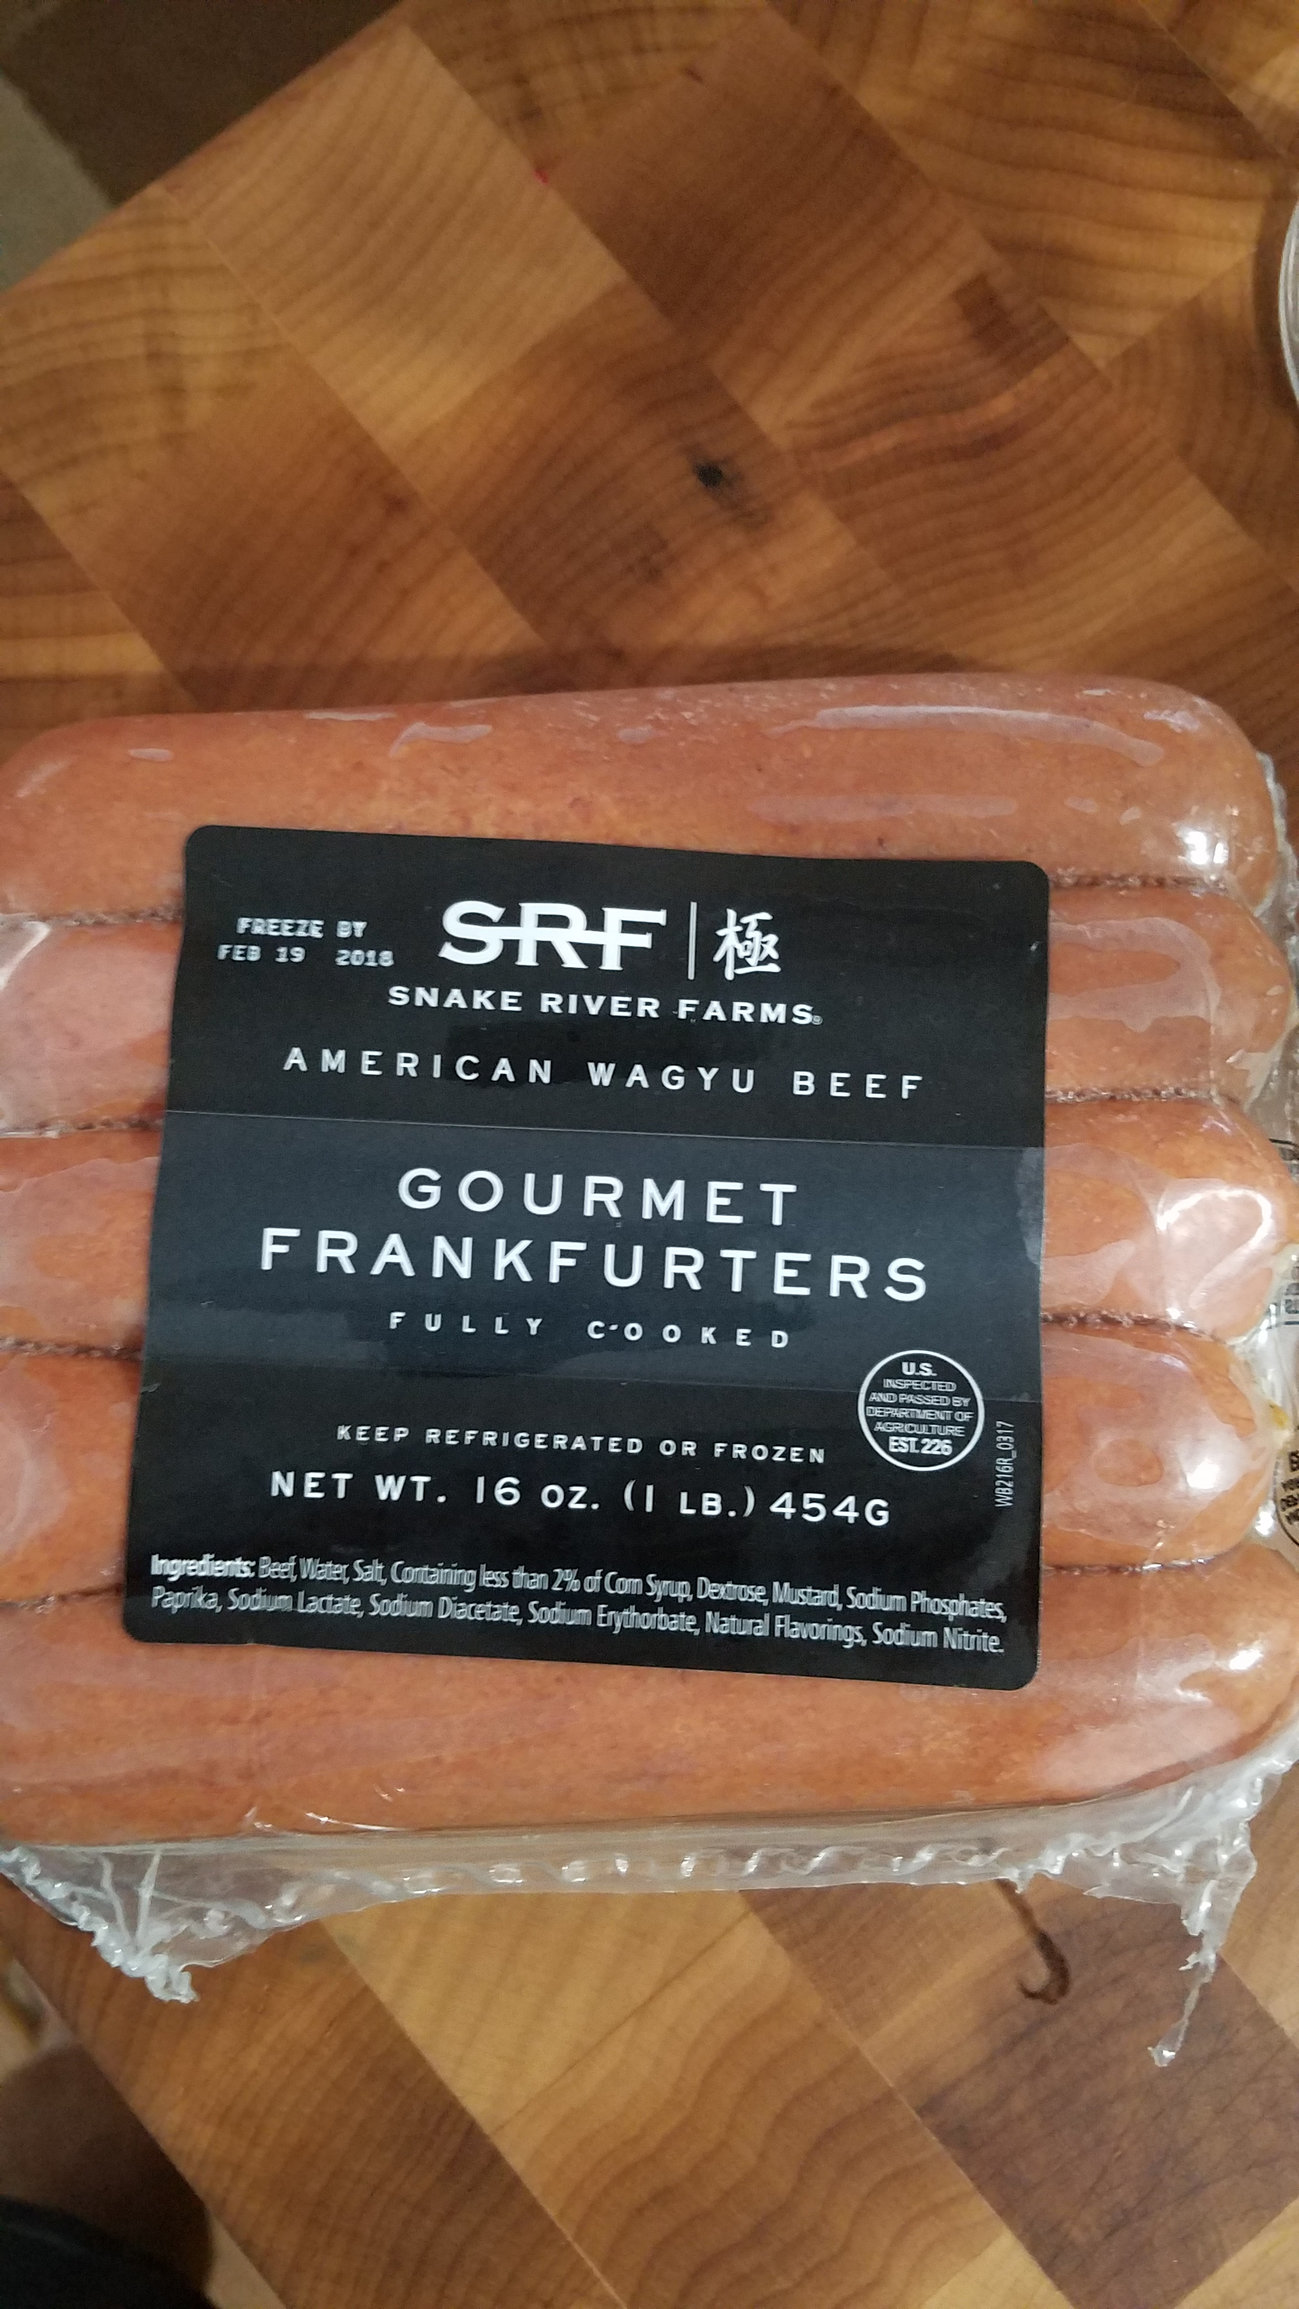 FREEZE BY
FEB 19 2018
SRF | 極
SNAKE RIVER FARMS®
AMERICAN WAGYU BEEF
GOURMET
FRANKFURTERS
FULLY COOKED
U.S.
INSPECTED
AND PASSED BY
DEPARTMENT OF
AGRICULTURE
EST. 226
KEEP REFRIGERATED OR FROZEN
NET WT. 16 OZ. (1 LB.) 454G
WB216R_0317
Ingredients: Beef, Water, Salt, Containing less than 2% of Corn Syrup, Dextrose, Mustard, Sodium Phosphates,
Paprika, Sodium Lactate, Sodium Diacetate, Sodium Erythorbate, Natural Flavorings, Sodium Nitrite.